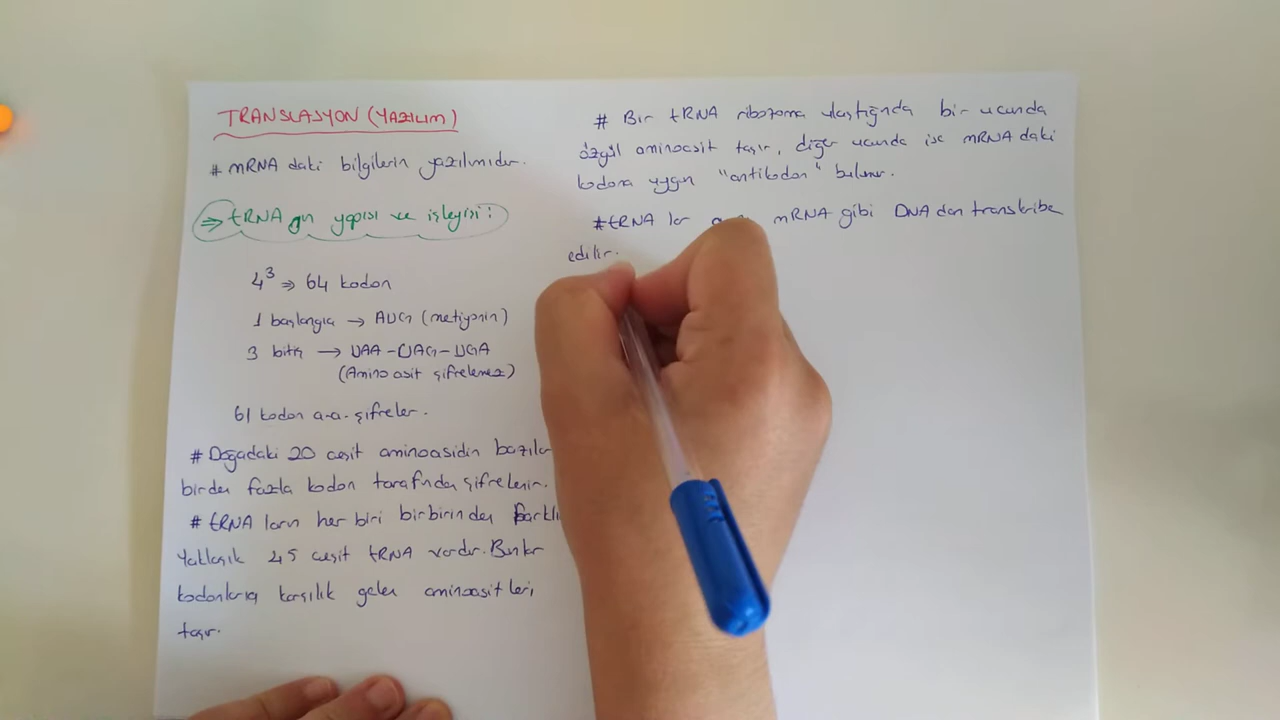 TRANSLASYON (YAZILIM)
# mRNA daki bilgilerin yazılımıdır.
⇒ tRNA nın yapısı ve işleyişi:
4³ ⇒ 64 kodon
1 başlangıç → AUG (metiyonin)
3 bitiş → UAA - UAG - UGA
(Amino asit şifrelemez)
61 kodon a.a. şifreler.
# Doğadaki 20 çeşit aminoasidin
birden fazla kodon tarafından şifrelenir.
# tRNA ların her biri birbirinden
Yaklaşık 45 çeşit tRNA vardır. Bunlar
kodonlara karşılık gelen aminoasitleri
taşır.
# Bir tRNA ribozoma ulaştığında bir ucunda
özgül aminoasit taşır, diğer ucunda ise mRNA daki
kodona uygun "antikodon" bulunur.
# tRNA lar mRNA gibi DNA dan transkribe
edilir.